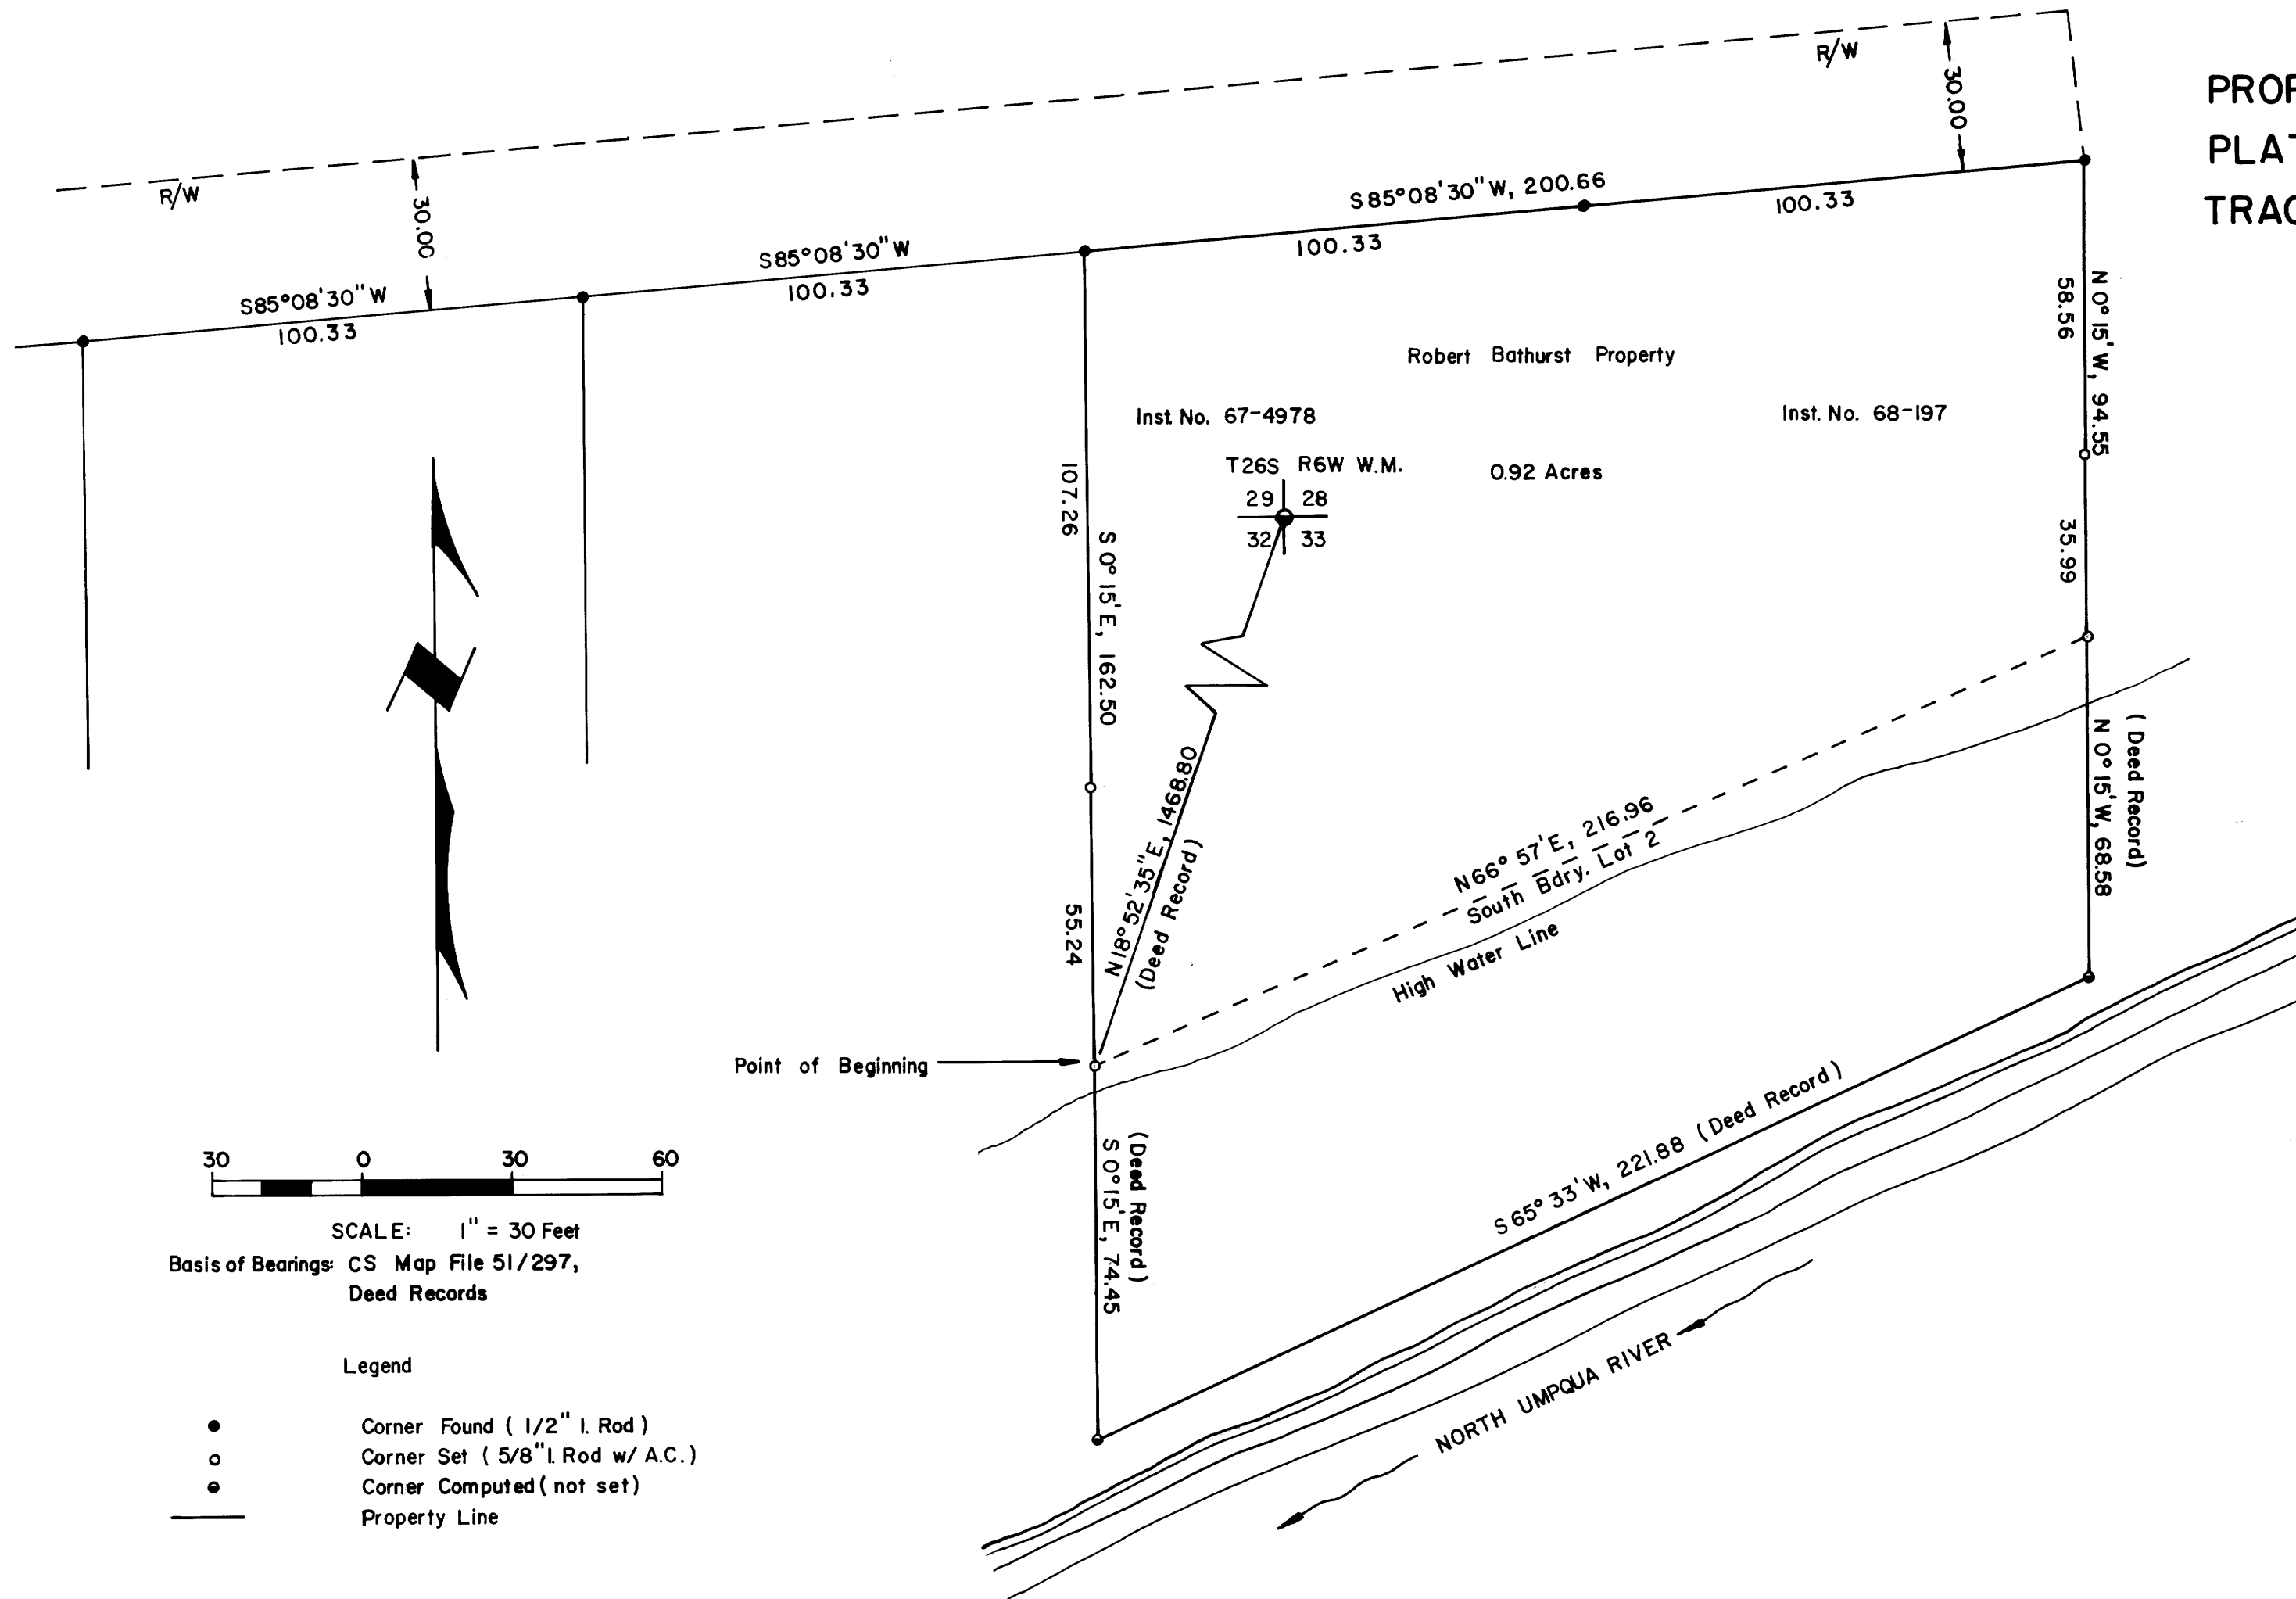 PROP
PLAT
TRAC
R/W
R/W
30.00
30.00
S85°08'30"W
100.33
S85°08'30"W
100.33
S85°08'30"W, 200.66
100.33
100.33
N 0° 15' W, 94.55
58.56
35.99
Robert Bathurst Property
Inst. No. 67-4978
Inst. No. 68-197
T26S R6W W.M.
29 28
32 33
0.92 Acres
107.26
S 0° 15' E, 162.50
55.24
N 18° 52' 35" E, 1468.80
(Deed Record)
N 66° 57' E, 216.96
South Bdry. Lot 2
High Water Line
(Deed Record)
N 0° 15' W, 68.58
Point of Beginning
(Deed Record)
S 0° 15' E, 74.45
S 65° 33' W, 221.88 (Deed Record)
NORTH UMPQUA RIVER
30 0 30 60
SCALE: 1" = 30 Feet
Basis of Bearings: CS Map File 51/297,
Deed Records
Legend
Corner Found ( 1/2" I. Rod )
Corner Set ( 5/8" I. Rod w/ A.C. )
Corner Computed ( not set )
Property Line